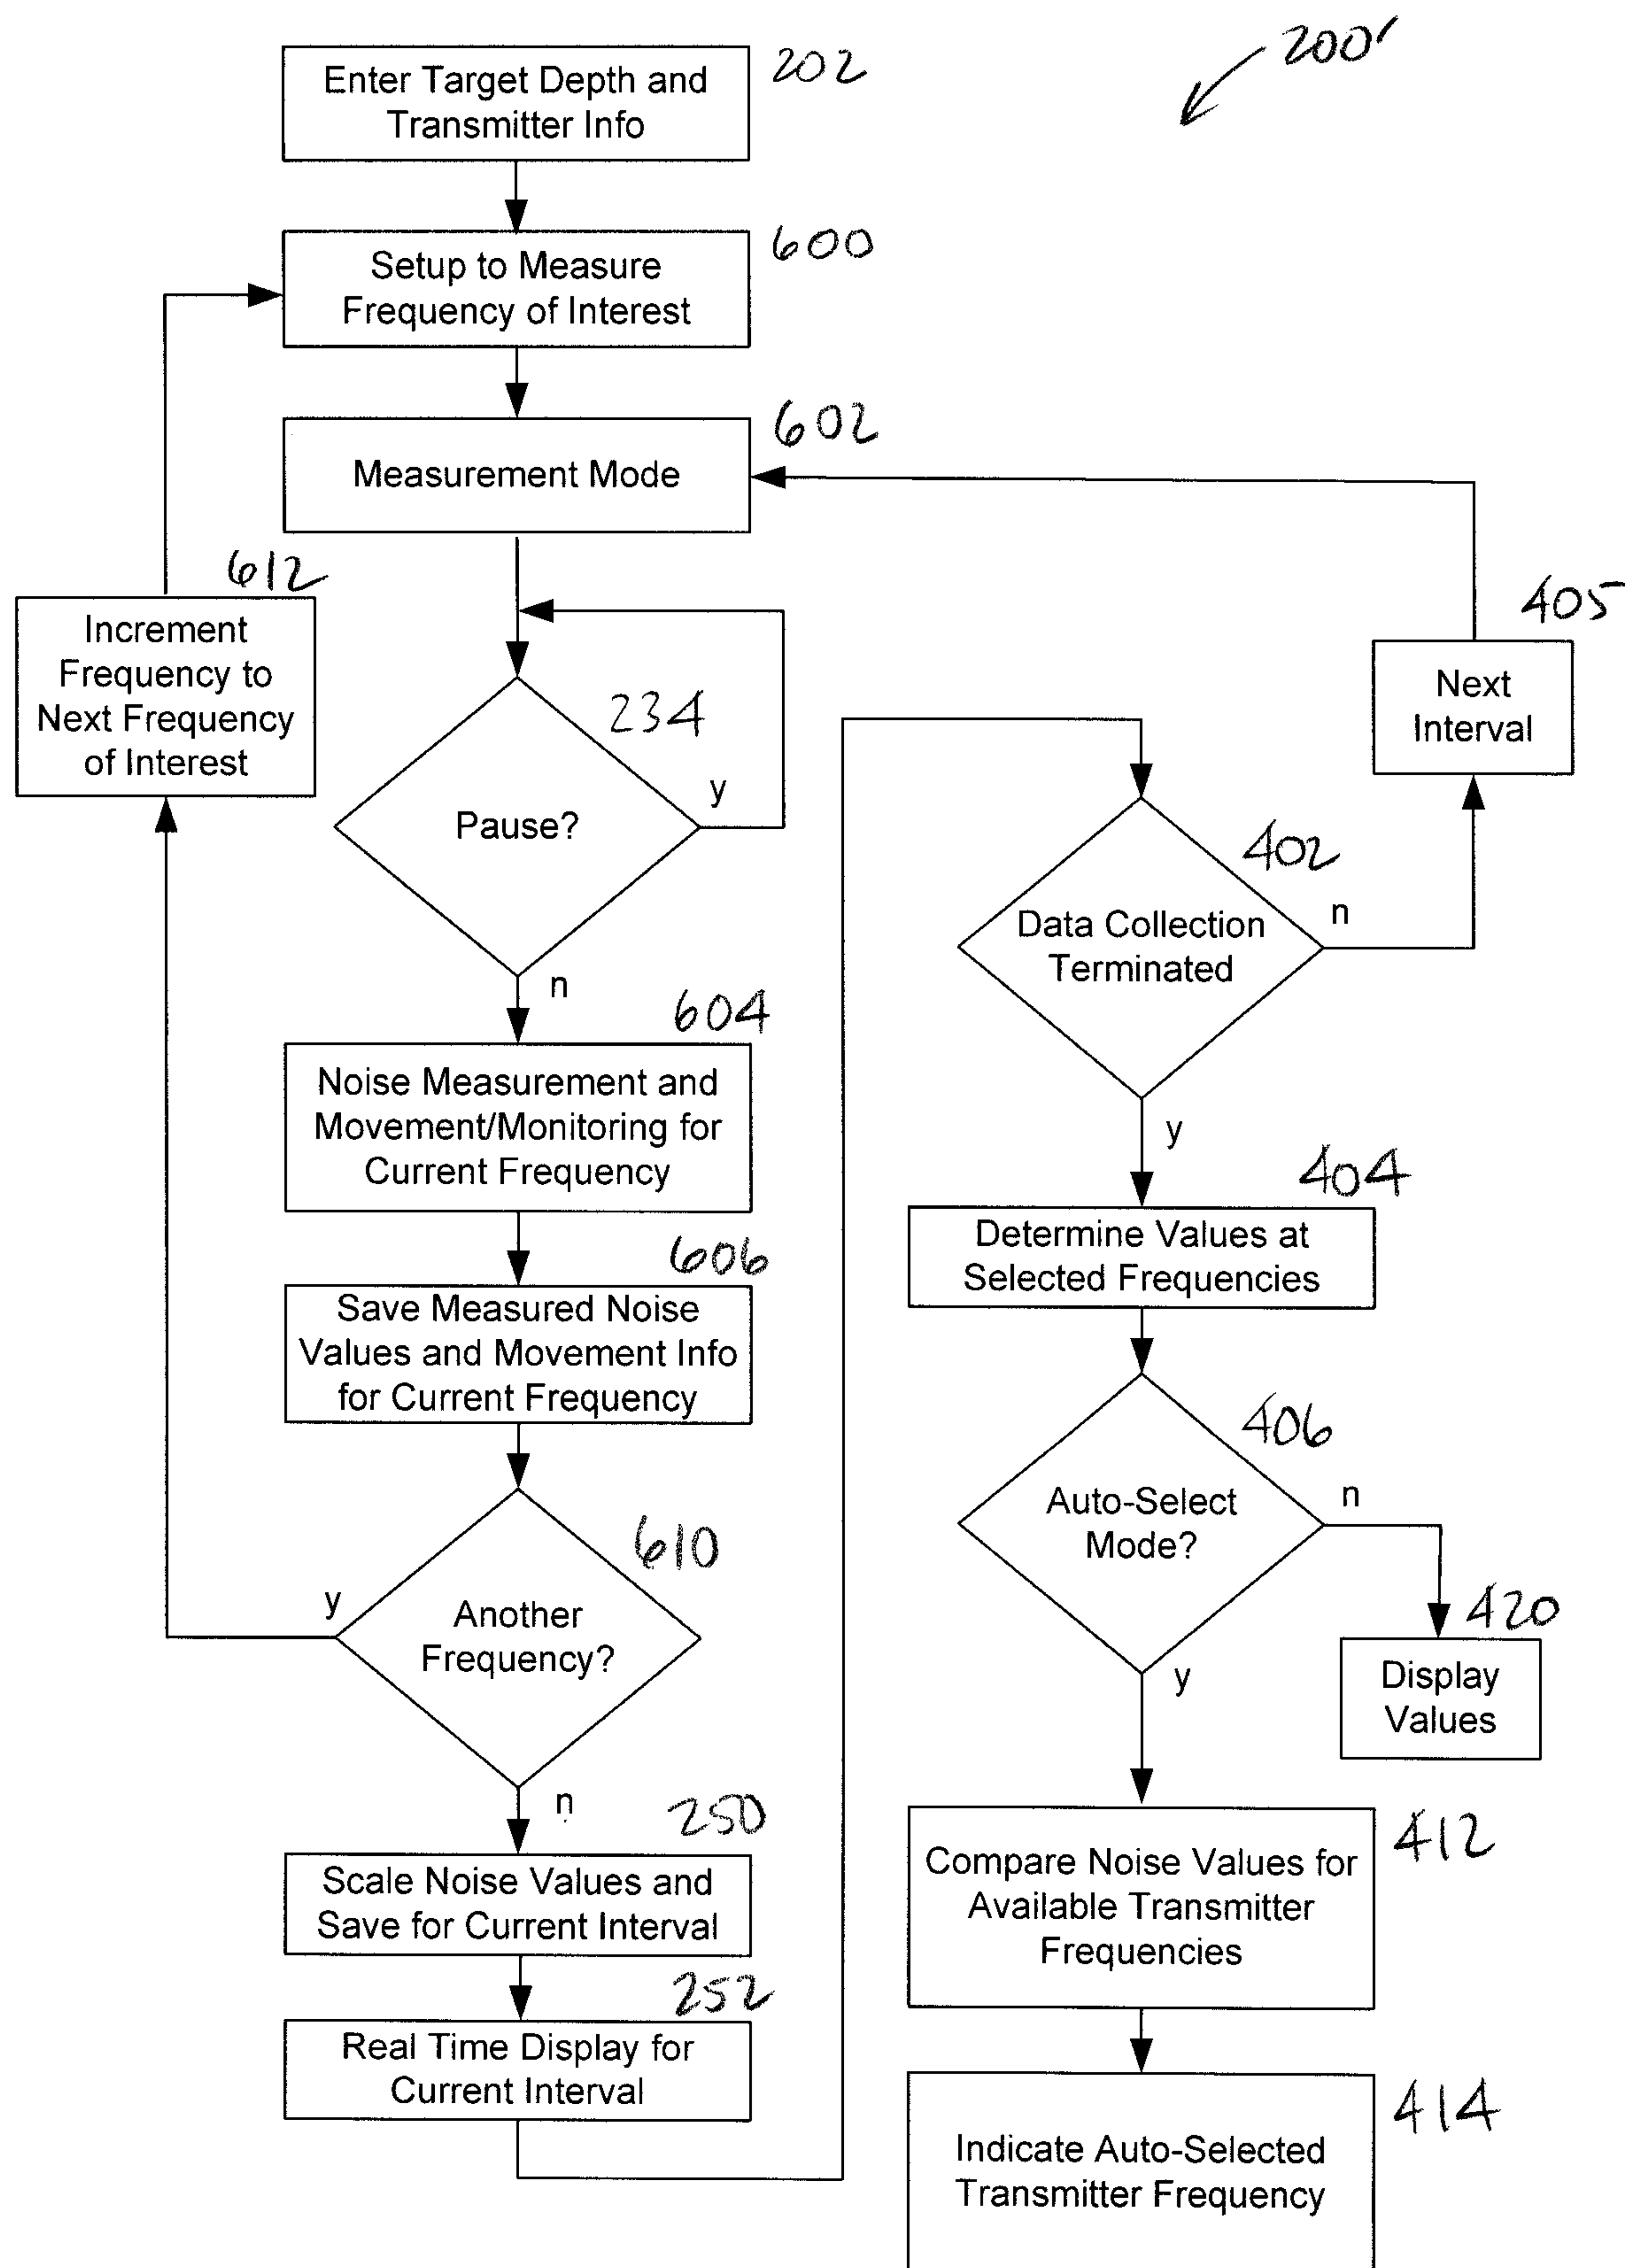 200'
202
Enter Target Depth and
Transmitter Info
600
Setup to Measure
Frequency of Interest
602
Measurement Mode
612
Increment
Frequency to
Next Frequency
of Interest
234
Pause?
y
n
604
Noise Measurement and
Movement/Monitoring for
Current Frequency
606
Save Measured Noise
Values and Movement Info
for Current Frequency
610
Another
Frequency?
y
n
250
Scale Noise Values and
Save for Current Interval
252
Real Time Display for
Current Interval
405
Next
Interval
402
Data Collection
Terminated
n
y
404
Determine Values at
Selected Frequencies
406
Auto-Select
Mode?
n
y
420
Display
Values
412
Compare Noise Values for
Available Transmitter
Frequencies
414
Indicate Auto-Selected
Transmitter Frequency